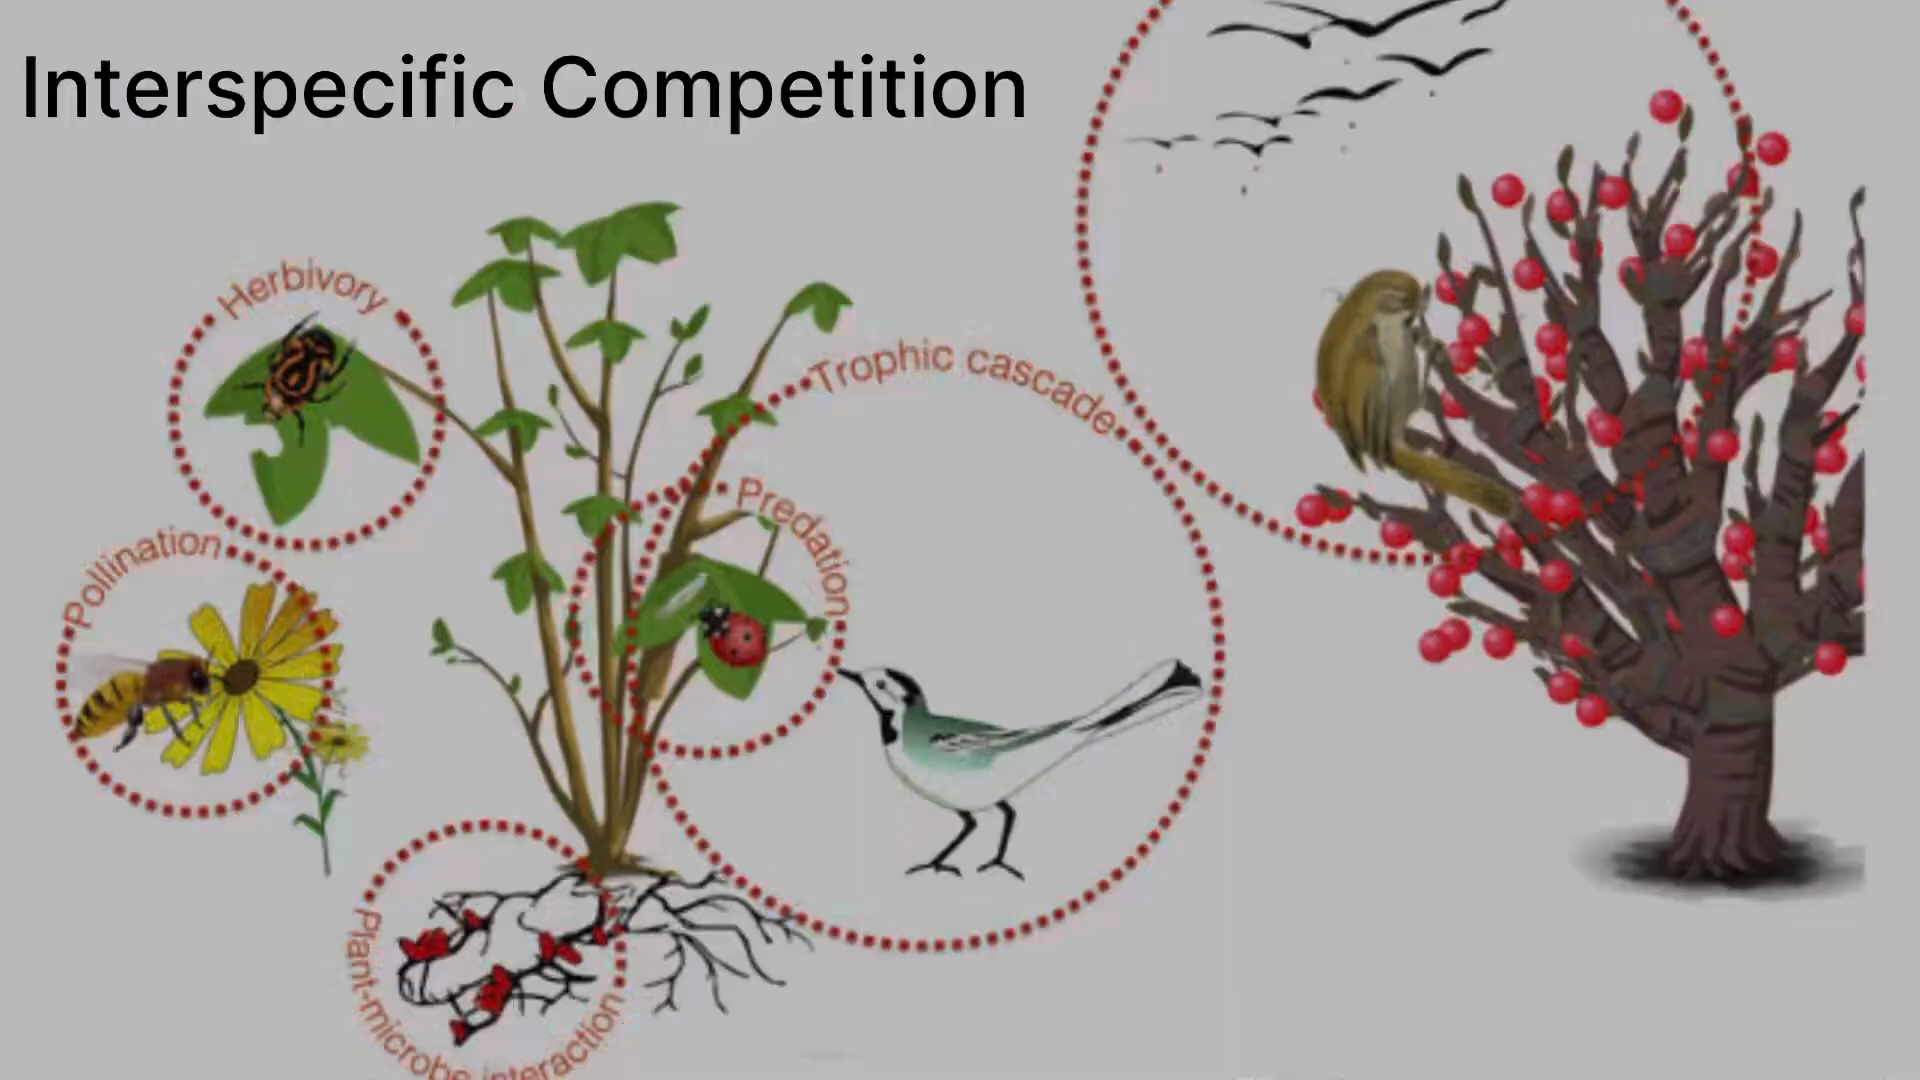 Interspecific Competition
Herbivory
Trophic cascade
Predation
Pollination
Plant-microbe interaction